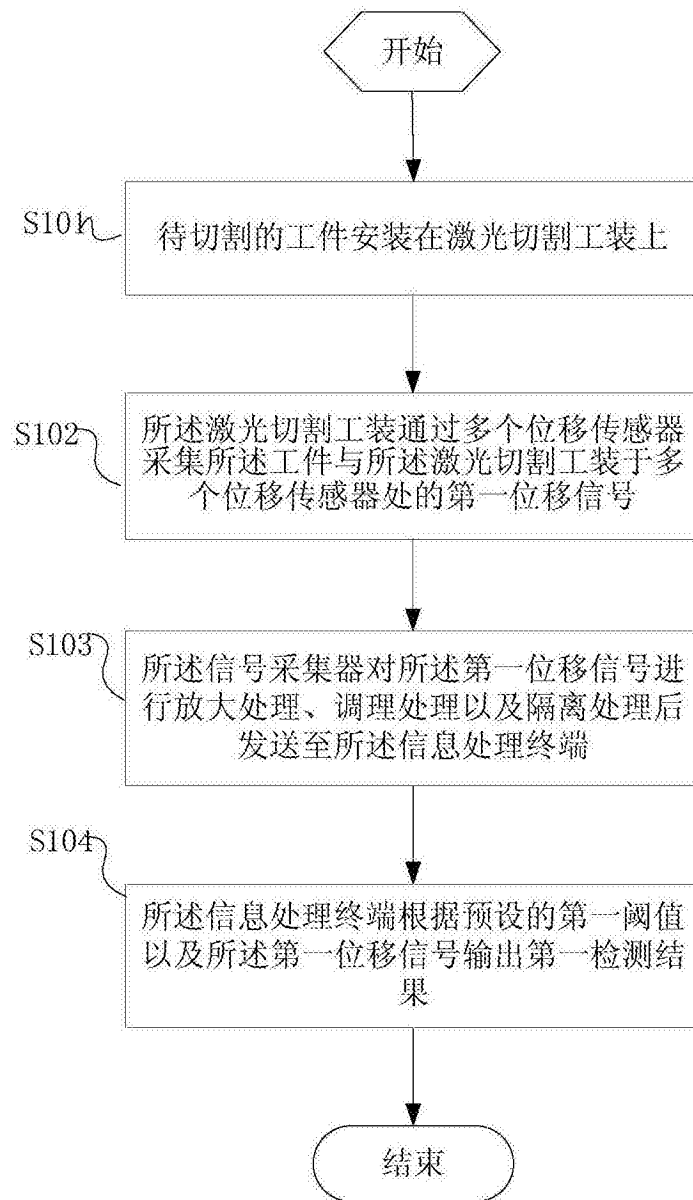 开始
S101
待切割的工件安装在激光切割工装上
S102
所述激光切割工装通过多个位移传感器
采集所述工件与所述激光切割工装于多
个位移传感器处的第一位移信号
S103
所述信号采集器对所述第一位移信号进
行放大处理、调理处理以及隔离处理后
发送至所述信息处理终端
S104
所述信息处理终端根据预设的第一阈值
以及所述第一位移信号输出第一检测结
果
结束